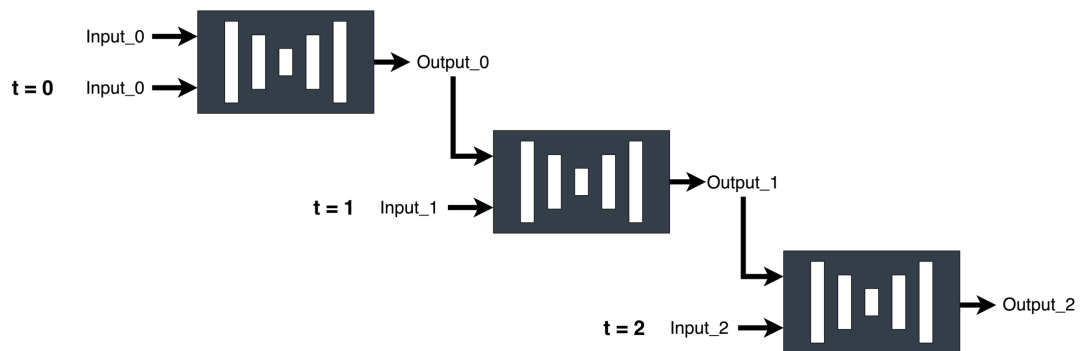 Input_0
t = 0 Input_0
Output_0
t = 1 Input_1
Output_1
t = 2 Input_2
Output_2